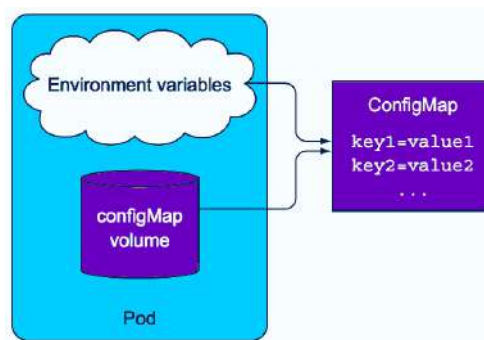 Environment variables
configMap
volume
Pod
ConfigMap
key1=value1
key2=value2
...